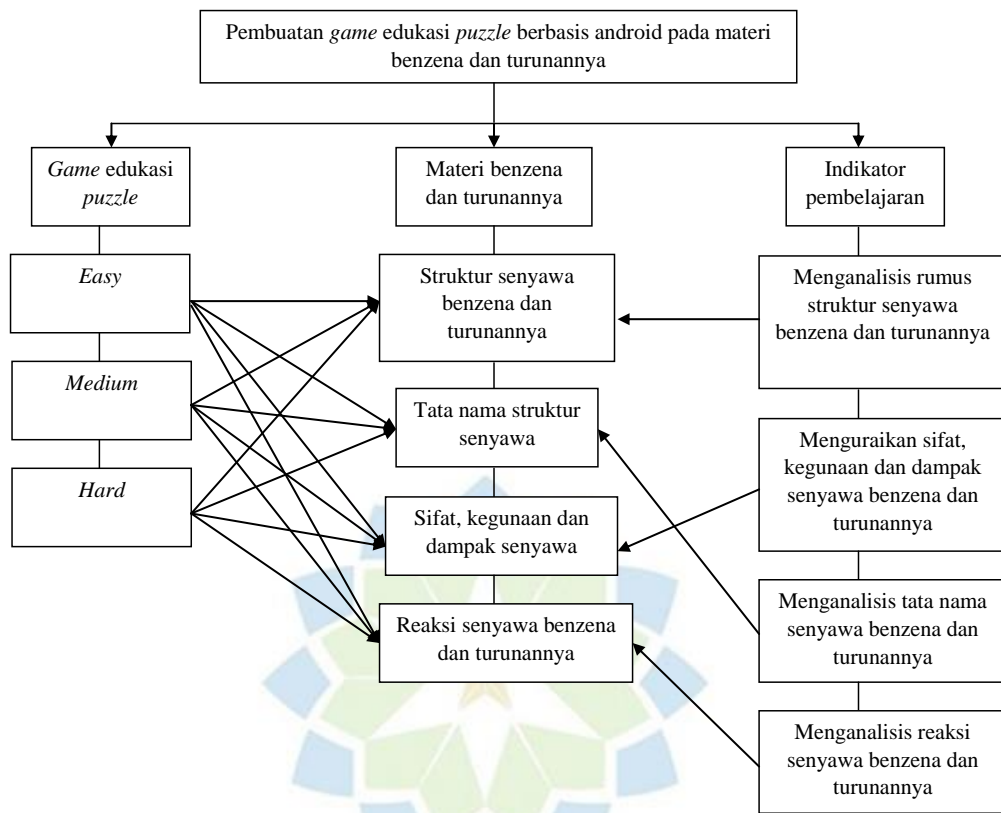 Pembuatan game edukasi puzzle berbasis android pada materi
benzena dan turunannya
Game edukasi
puzzle
Materi benzena
dan turunannya
Indikator
pembelajaran
Easy
Medium
Hard
Struktur senyawa
benzena dan
turunannya
Tata nama struktur
senyawa
Sifat, kegunaan dan
dampak senyawa
Reaksi senyawa benzena
dan turunannya
Menganalisis rumus
struktur senyawa
benzena dan turunannya
Menguraikan sifat,
kegunaan dan dampak
senyawa benzena dan
turunannya
Menganalisis tata nama
senyawa benzena dan
turunannya
Menganalisis reaksi
senyawa benzena dan
turunannya